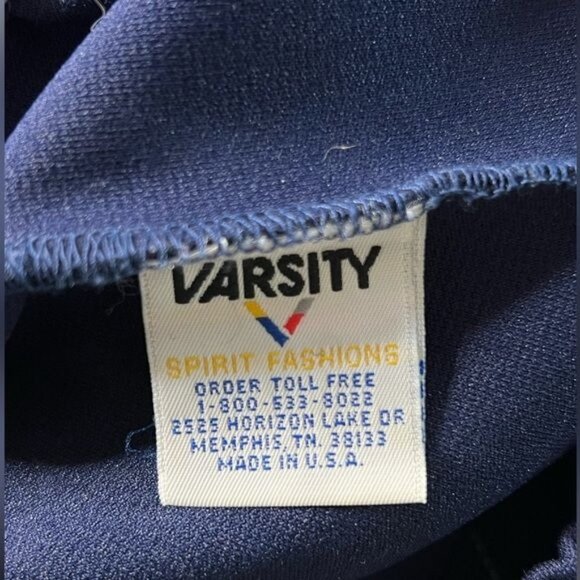 VARSITY
SPIRIT FASHIONS
ORDER TOLL FREE
1-800-533-8022
2525 HORIZON LAKE DR
MEMPHIS, TN. 38133
MADE IN U.S.A.